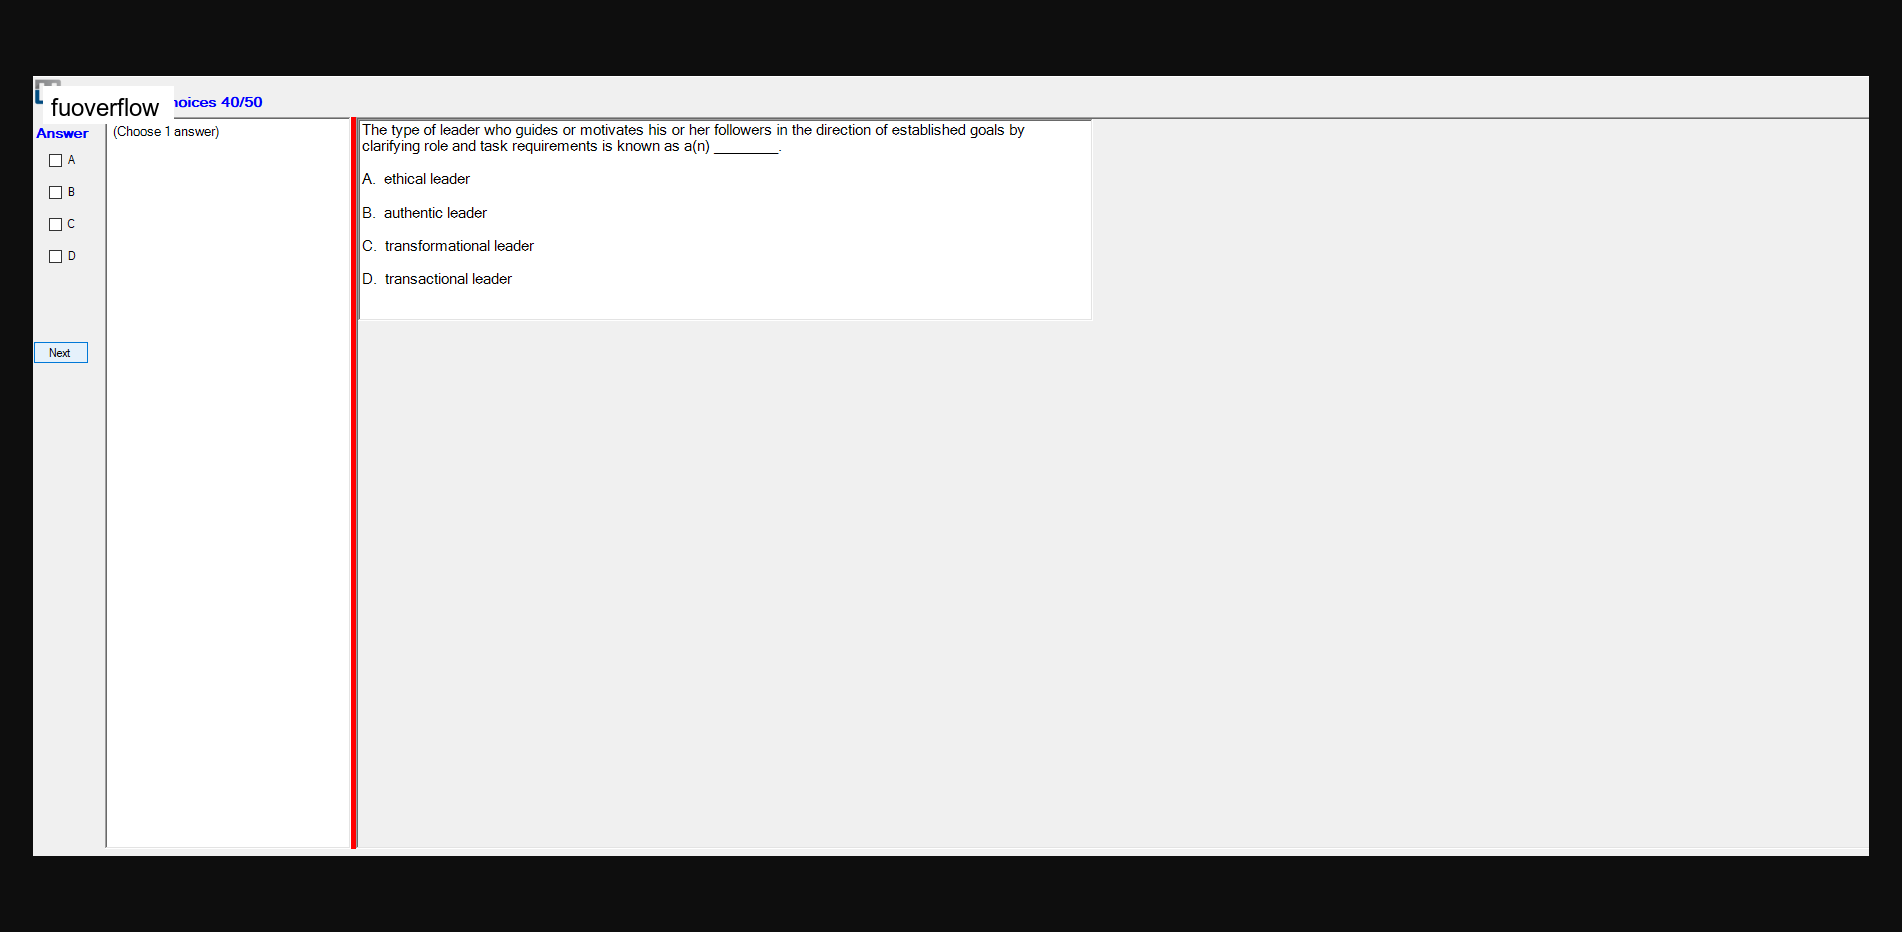 fuoverflow
hoices 40/50
Answer
(Choose 1 answer)
A
B
C
D
Next
The type of leader who guides or motivates his or her followers in the direction of established goals by
clarifying role and task requirements is known as a(n) ________.
A. ethical leader
B. authentic leader
C. transformational leader
D. transactional leader